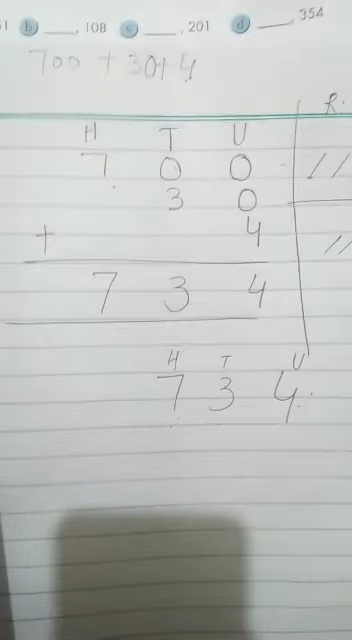 1 b ___, 108 c ___, 201 d ___, 354
700 + 30 + 4
R.
H T U
7 0 0 //
3 0
+ 4 //
7 3 4
H T U
7 3 4